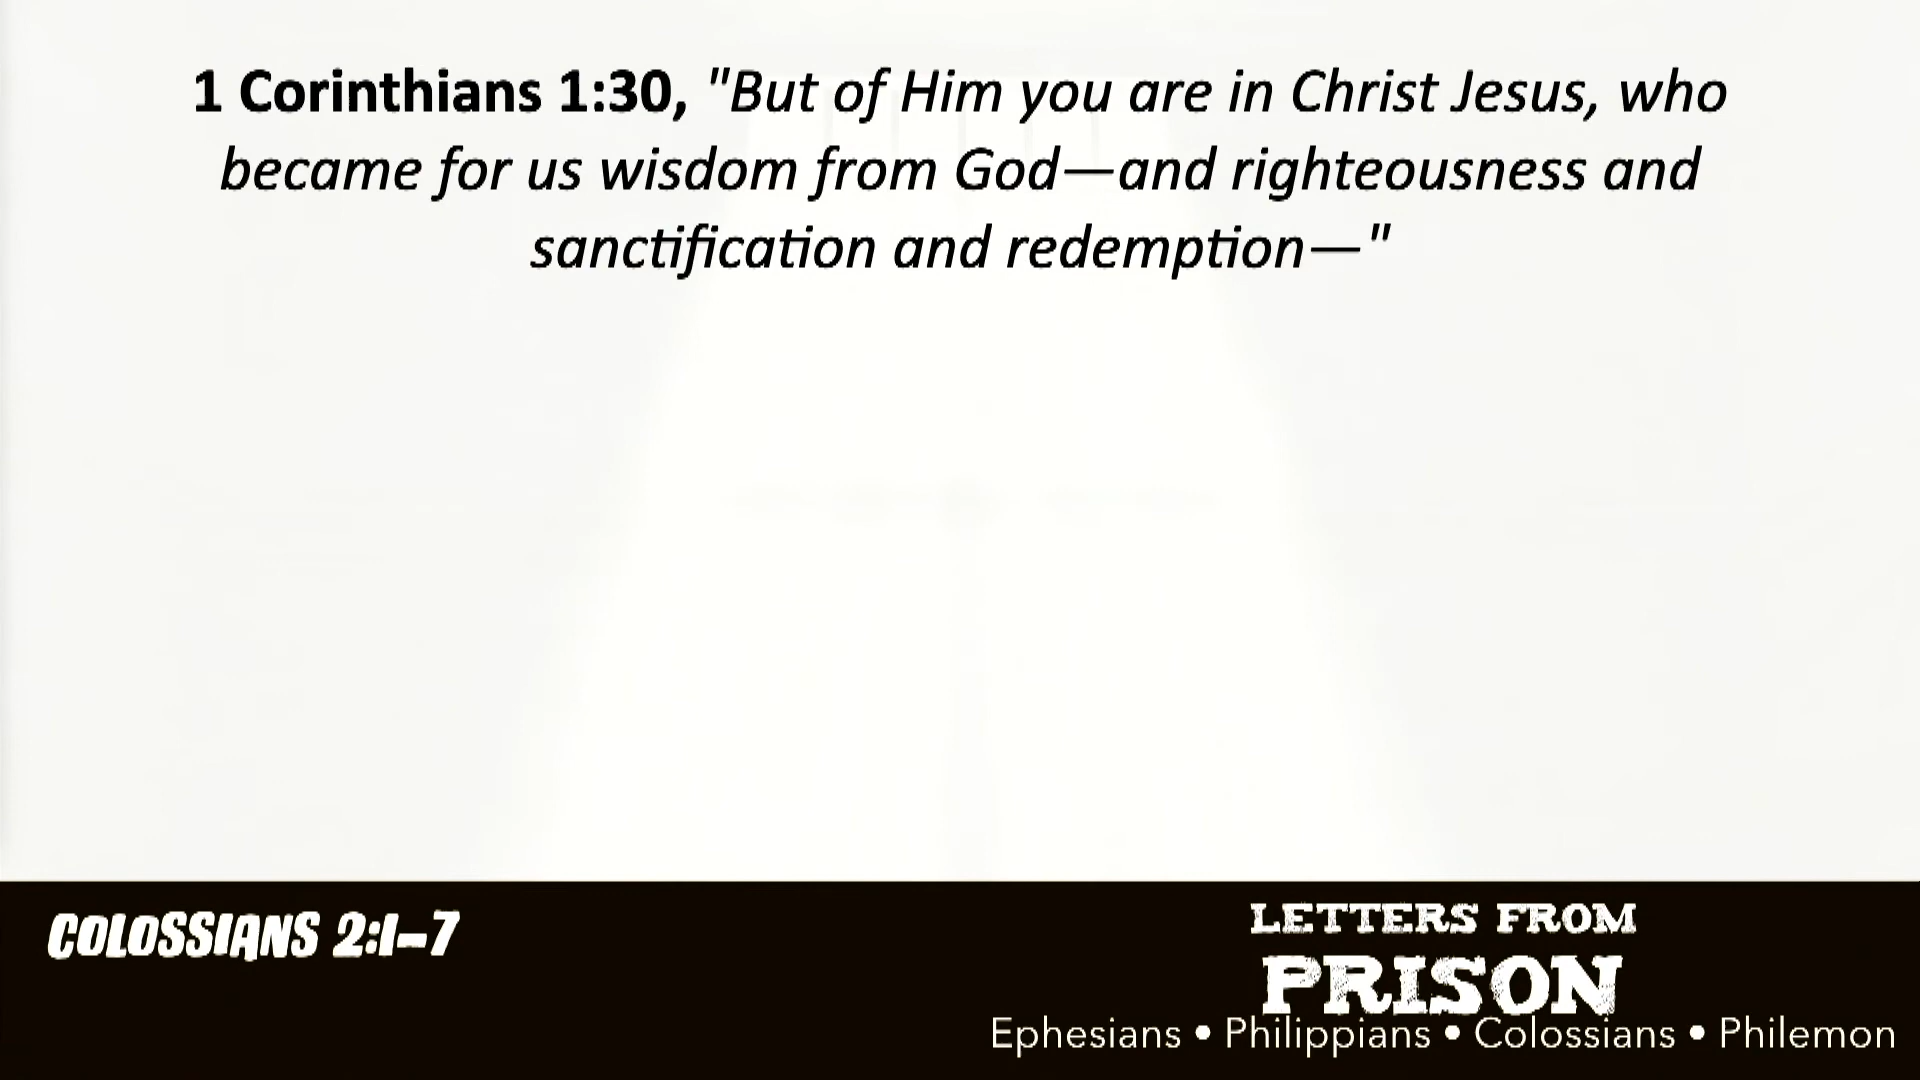 1 Corinthians 1:30, "But of Him you are in Christ Jesus, who
became for us wisdom from God—and righteousness and
sanctification and redemption—"
COLOSSIANS 2:1–7
LETTERS FROM
PRISON
Ephesians • Philippians • Colossians • Philemon